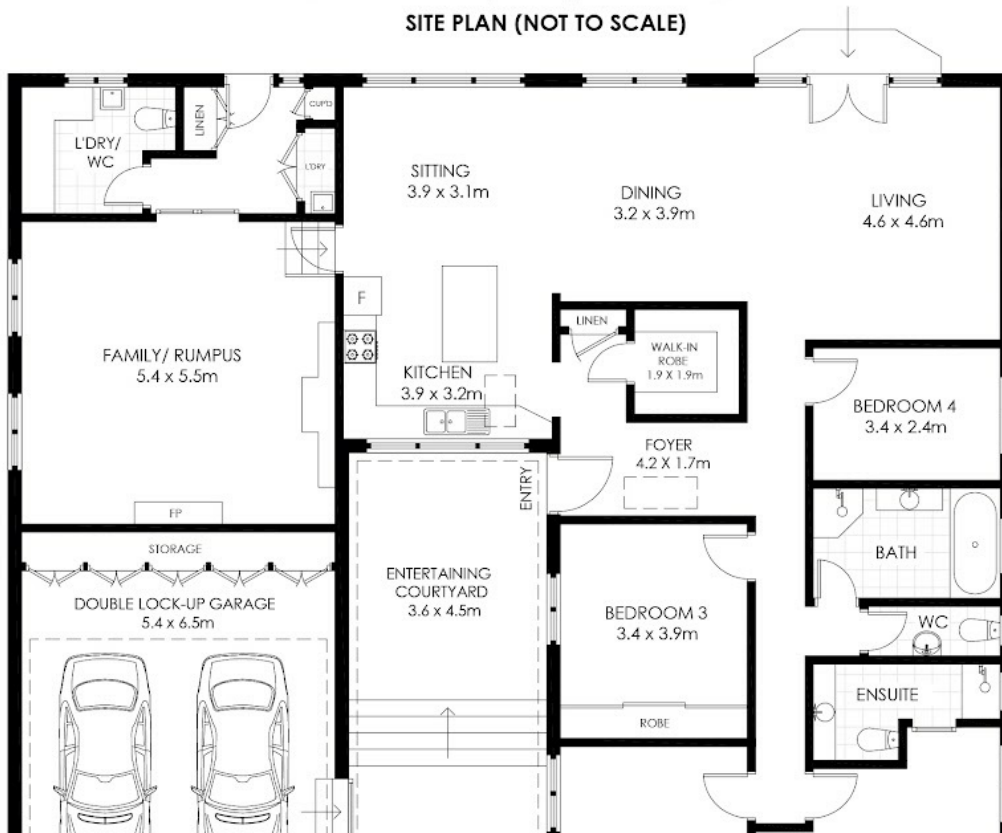 SITE PLAN (NOT TO SCALE)
L'DRY/
WC
LINEN
CUP'D
L'DRY
SITTING
3.9 x 3.1m
DINING
3.2 x 3.9m
LIVING
4.6 x 4.6m
F
FAMILY/ RUMPUS
5.4 x 5.5m
KITCHEN
3.9 x 3.2m
LINEN
WALK-IN
ROBE
1.9 X 1.9m
BEDROOM 4
3.4 x 2.4m
FOYER
4.2 X 1.7m
ENTRY
FP
STORAGE
DOUBLE LOCK-UP GARAGE
5.4 x 6.5m
ENTERTAINING
COURTYARD
3.6 x 4.5m
BEDROOM 3
3.4 x 3.9m
BATH
WC
ENSUITE
ROBE